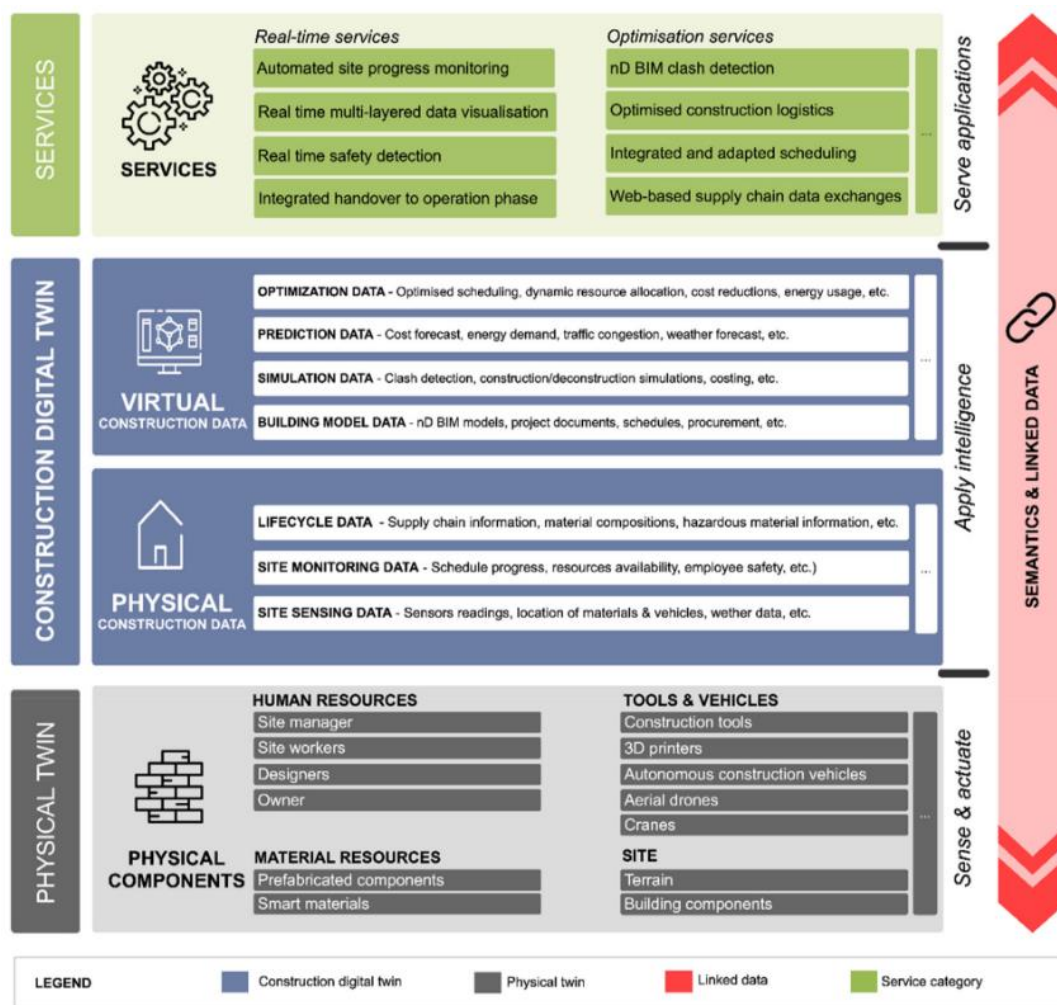 SERVICES
SERVICES
Real-time services
Automated site progress monitoring
Real time multi-layered data visualisation
Real time safety detection
Integrated handover to operation phase
Optimisation services
nD BIM clash detection
Optimised construction logistics
Integrated and adapted scheduling
Web-based supply chain data exchanges
...
Serve applications
CONSTRUCTION DIGITAL TWIN
VIRTUAL
CONSTRUCTION DATA
OPTIMIZATION DATA - Optimised scheduling, dynamic resource allocation, cost reductions, energy usage, etc.
PREDICTION DATA - Cost forecast, energy demand, traffic congestion, weather forecast, etc.
SIMULATION DATA - Clash detection, construction/deconstruction simulations, costing, etc.
BUILDING MODEL DATA - nD BIM models, project documents, schedules, procurement, etc.
...
PHYSICAL
CONSTRUCTION DATA
LIFECYCLE DATA - Supply chain information, material compositions, hazardous material information, etc.
SITE MONITORING DATA - Schedule progress, resources availability, employee safety, etc.)
SITE SENSING DATA - Sensors readings, location of materials & vehicles, wether data, etc.
...
Apply intelligence
PHYSICAL TWIN
PHYSICAL
COMPONENTS
HUMAN RESOURCES
Site manager
Site workers
Designers
Owner
MATERIAL RESOURCES
Prefabricated components
Smart materials
TOOLS & VEHICLES
Construction tools
3D printers
Autonomous construction vehicles
Aerial drones
Cranes
SITE
Terrain
Building components
...
Sense & actuate
SEMANTICS & LINKED DATA
LEGEND
Construction digital twin
Physical twin
Linked data
Service category